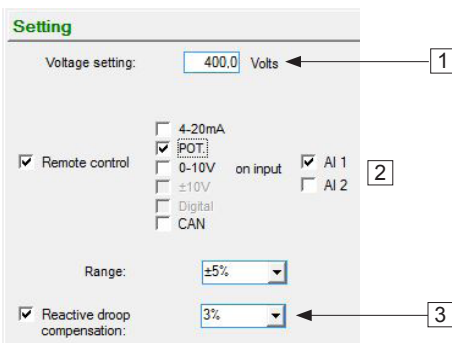 Setting
Voltage setting: 400,0 Volts
1
4-20mA
POT.
Remote control 0-10V on input AI 1
±10V AI 2
2
Digital
CAN
Range: ±5%
Reactive droop compensation: 3%
3